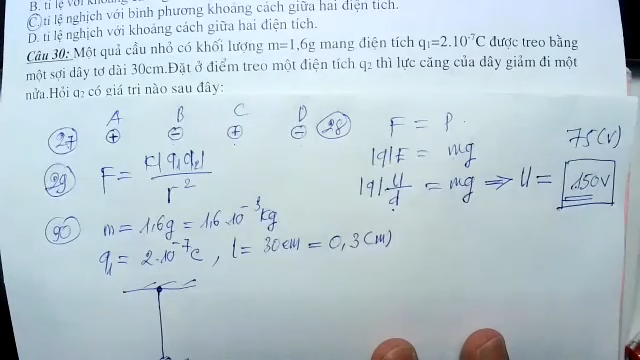 B. tỉ lệ với khoảng cách giữa hai điện tích.
C. tỉ lệ nghịch với bình phương khoảng cách giữa hai điện tích.
D. tỉ lệ nghịch với khoảng cách giữa hai điện tích.
Câu 30: Một quả cầu nhỏ có khối lượng m=1,6g mang điện tích q₁=2.10⁻⁷C được treo bằng
một sợi dây tơ dài 30cm.Đặt ở điểm treo một điện tích q₂ thì lực căng của dây giảm đi một
nửa.Hỏi q₂ có giá trị nào sau đây:
A B C D
27 ⊕ ⊖ ⊕ ⊖
28 F = P.
|q|E = mg
|q|U/d = mg ⇒ U = 150V
75(V)
29 F = K|q₁q₂|/r²
30 m = 1,6g = 1,6.10⁻³kg
q₁ = 2.10⁻⁷C, l = 30cm = 0,3(m)